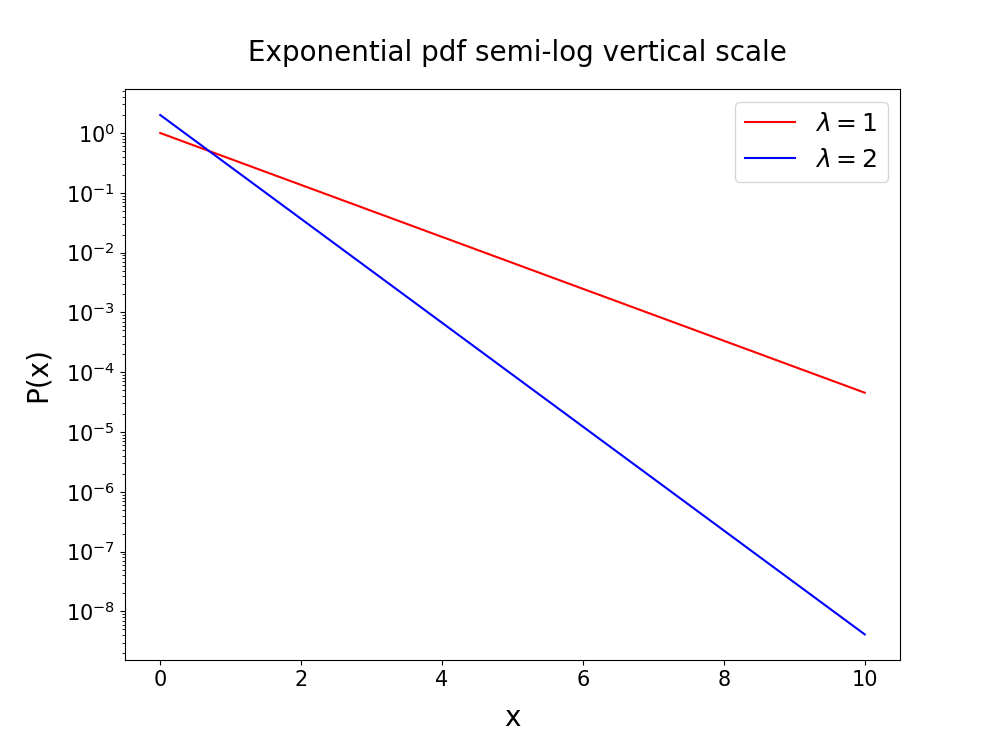 Exponential pdf semi-log vertical scale
λ = 1
λ = 2
10⁰
10⁻¹
10⁻²
10⁻³
10⁻⁴
10⁻⁵
10⁻⁶
10⁻⁷
10⁻⁸
P(x)
0 2 4 6 8 10
x